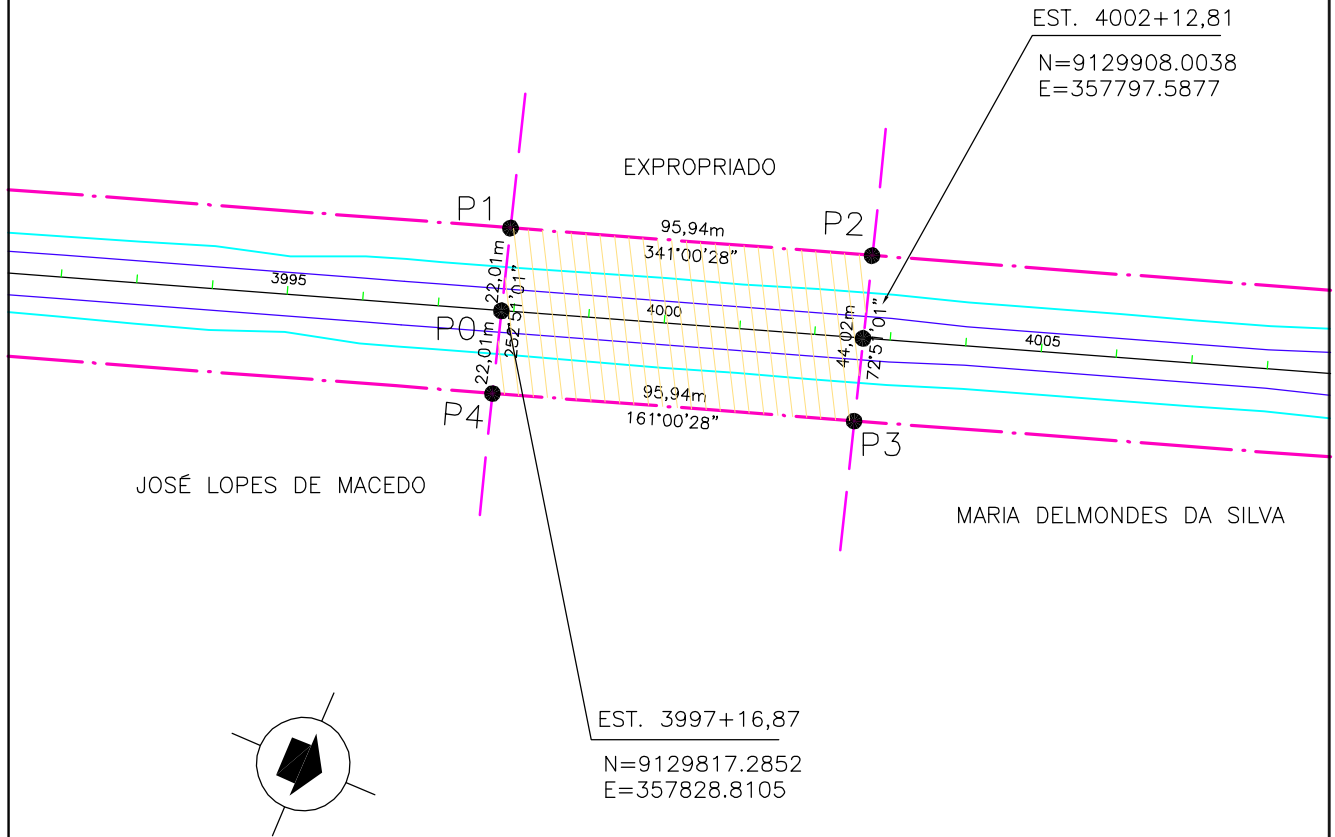 EST. 4002+12,81
N=9129908.0038
E=357797.5877
EXPROPRIADO
P1
95,94m
341°00'28"
P2
22,01m
252°51'01"
3995
4000
4005
P0
22,01m
44,02m
72°51'01"
P4
95,94m
161°00'28"
P3
JOSÉ LOPES DE MACEDO
MARIA DELMONDES DA SILVA
EST. 3997+16,87
N=9129817.2852
E=357828.8105